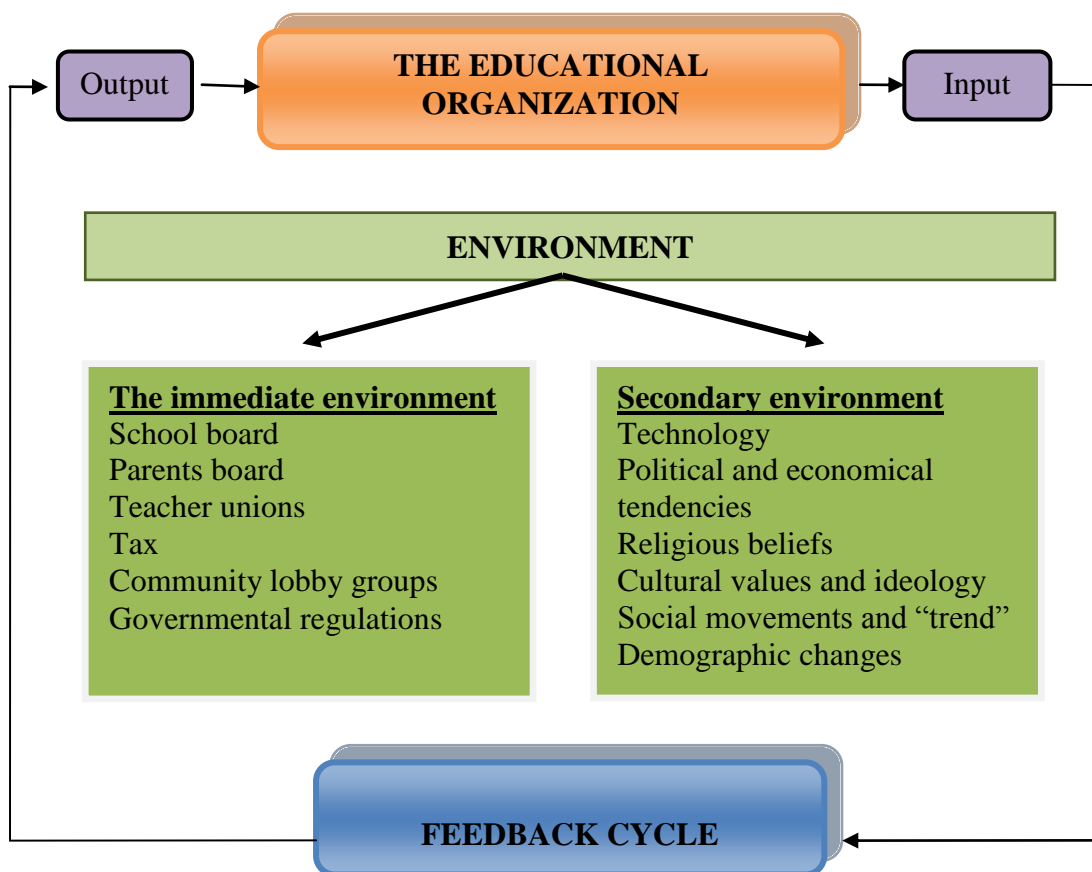 Output
THE EDUCATIONAL
ORGANIZATION
Input
ENVIRONMENT
The immediate environment
School board
Parents board
Teacher unions
Tax
Community lobby groups
Governmental regulations
Secondary environment
Technology
Political and economical
tendencies
Religious beliefs
Cultural values and ideology
Social movements and “trend”
Demographic changes
FEEDBACK CYCLE